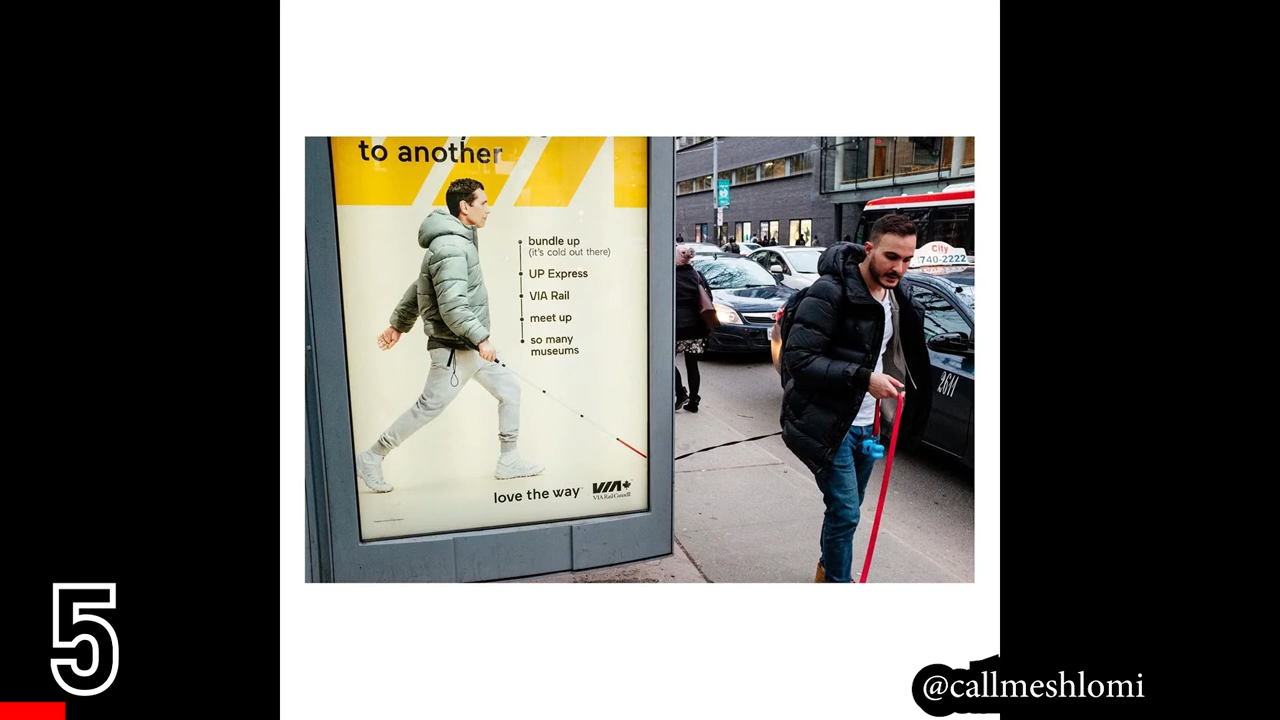 to another
bundle up
(it's cold out there)
UP Express
VIA Rail
meet up
so many
museums
love the way
VIA
VIA Rail Canada
City
740-2222
2611
5
@callmeshlomi